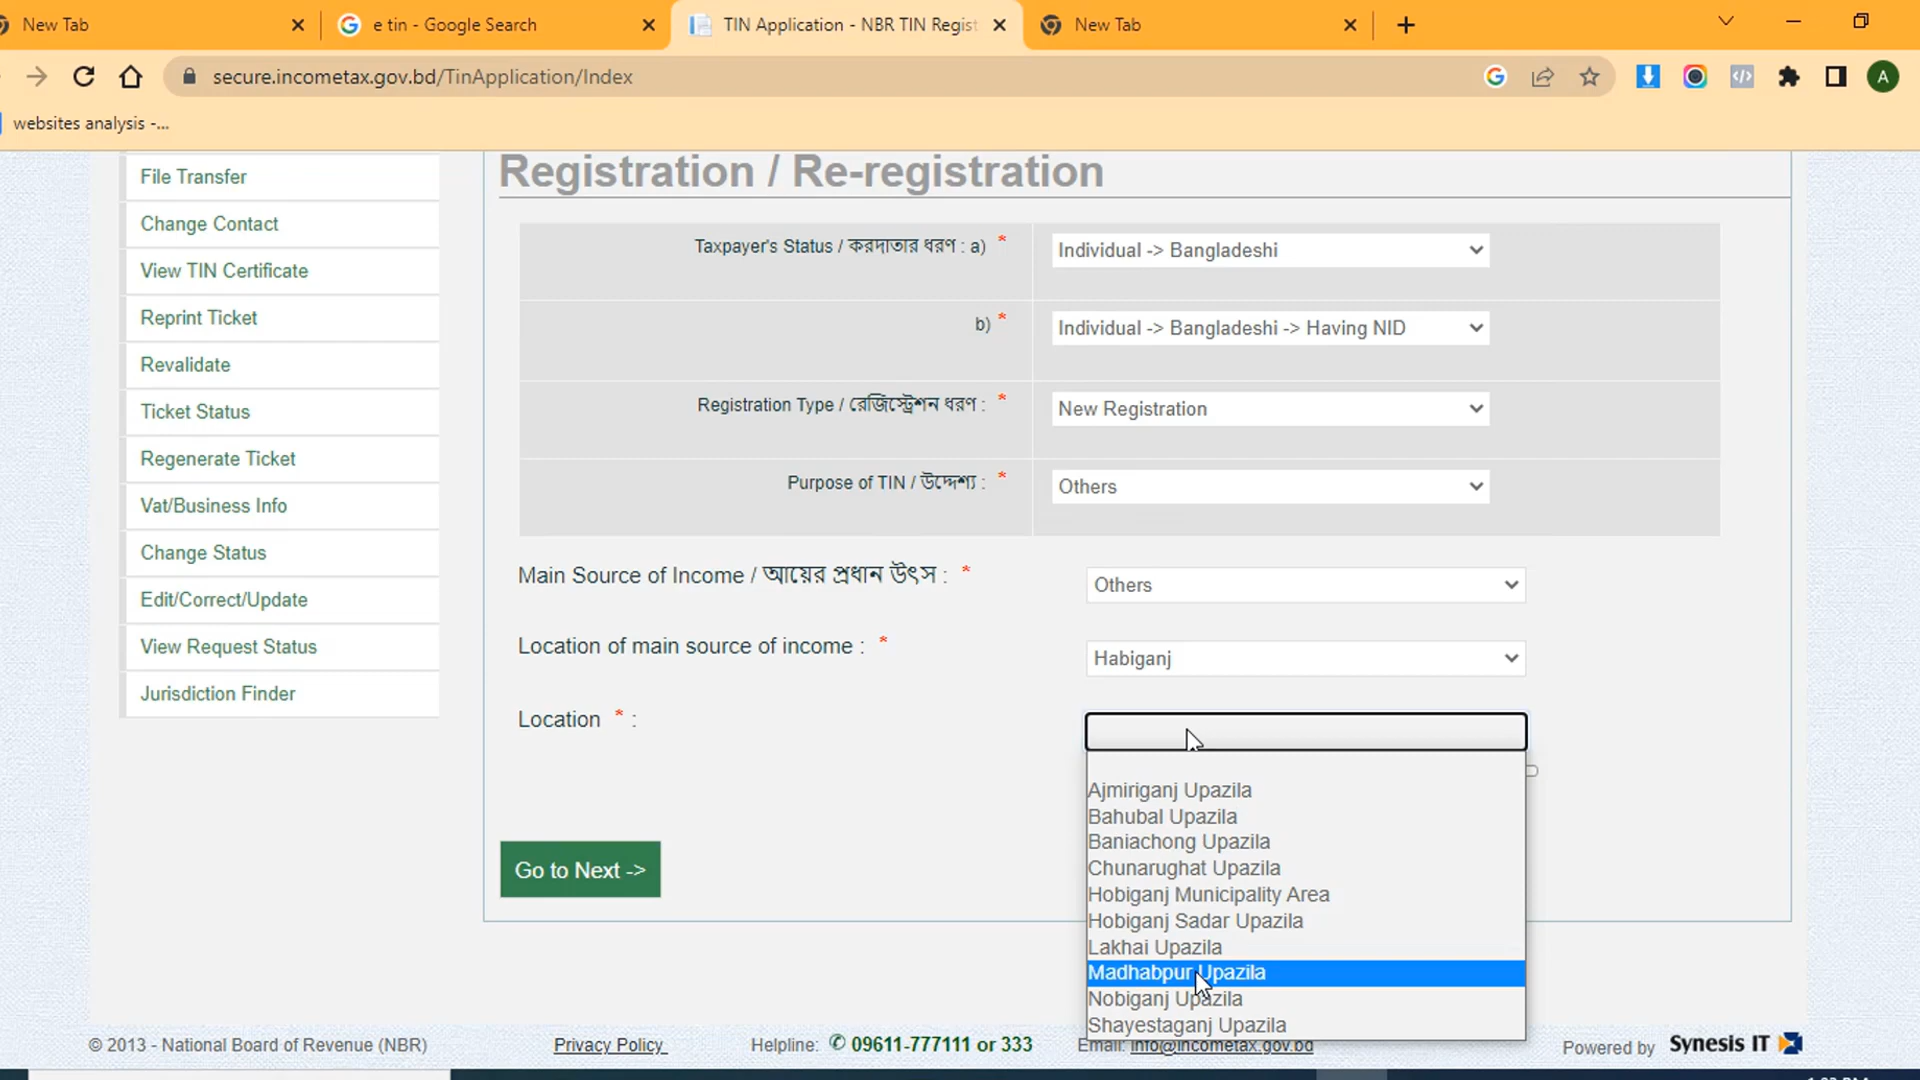 New Tab
e tin - Google Search
TIN Application - NBR TIN Regist
New Tab
secure.incometax.gov.bd/TinApplication/Index
A
websites analysis -...
File Transfer
Change Contact
View TIN Certificate
Reprint Ticket
Revalidate
Ticket Status
Regenerate Ticket
Vat/Business Info
Change Status
Edit/Correct/Update
View Request Status
Jurisdiction Finder
Registration / Re-registration
Taxpayer's Status / করদাতার ধরণ : a) *
Individual -> Bangladeshi
b) *
Individual -> Bangladeshi -> Having NID
Registration Type / রেজিস্ট্রেশন ধরণ : *
New Registration
Purpose of TIN / উদ্দেশ্য : *
Others
Main Source of Income / আয়ের প্রধান উৎস : *
Others
Location of main source of income : *
Habiganj
Location * :
Ajmiriganj Upazila
Bahubal Upazila
Baniachong Upazila
Chunarughat Upazila
Hobiganj Municipality Area
Hobiganj Sadar Upazila
Lakhai Upazila
Madhabpur Upazila
Nobiganj Upazila
Shayestaganj Upazila
Go to Next ->
© 2013 - National Board of Revenue (NBR)
Privacy Policy
Helpline: 09611-777111 or 333
Email: info@incometax.gov.bd
Powered by Synesis IT